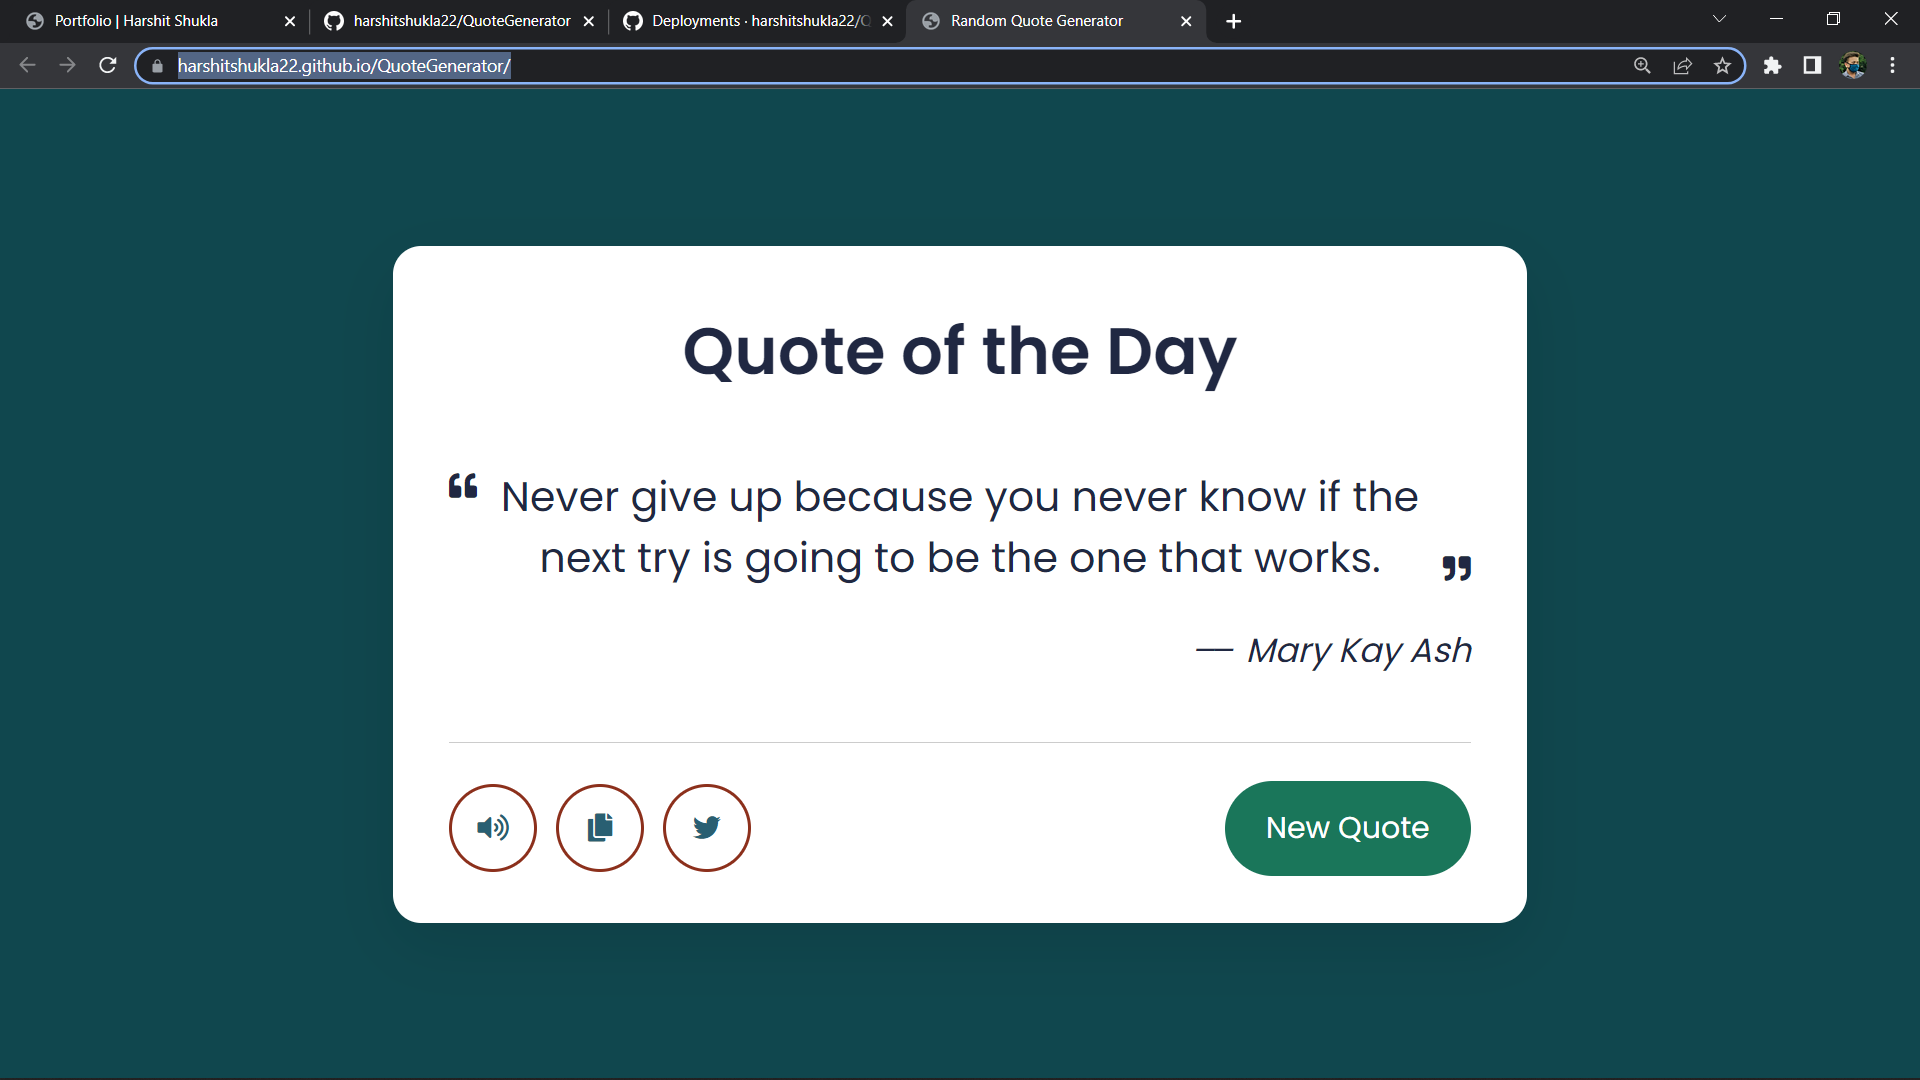 Portfolio | Harshit Shukla
harshitshukla22/QuoteGenerator
Deployments · harshitshukla22/Q
Random Quote Generator
harshitshukla22.github.io/QuoteGenerator/
Quote of the Day
❝ Never give up because you never know if the
next try is going to be the one that works. ❞
— Mary Kay Ash
New Quote